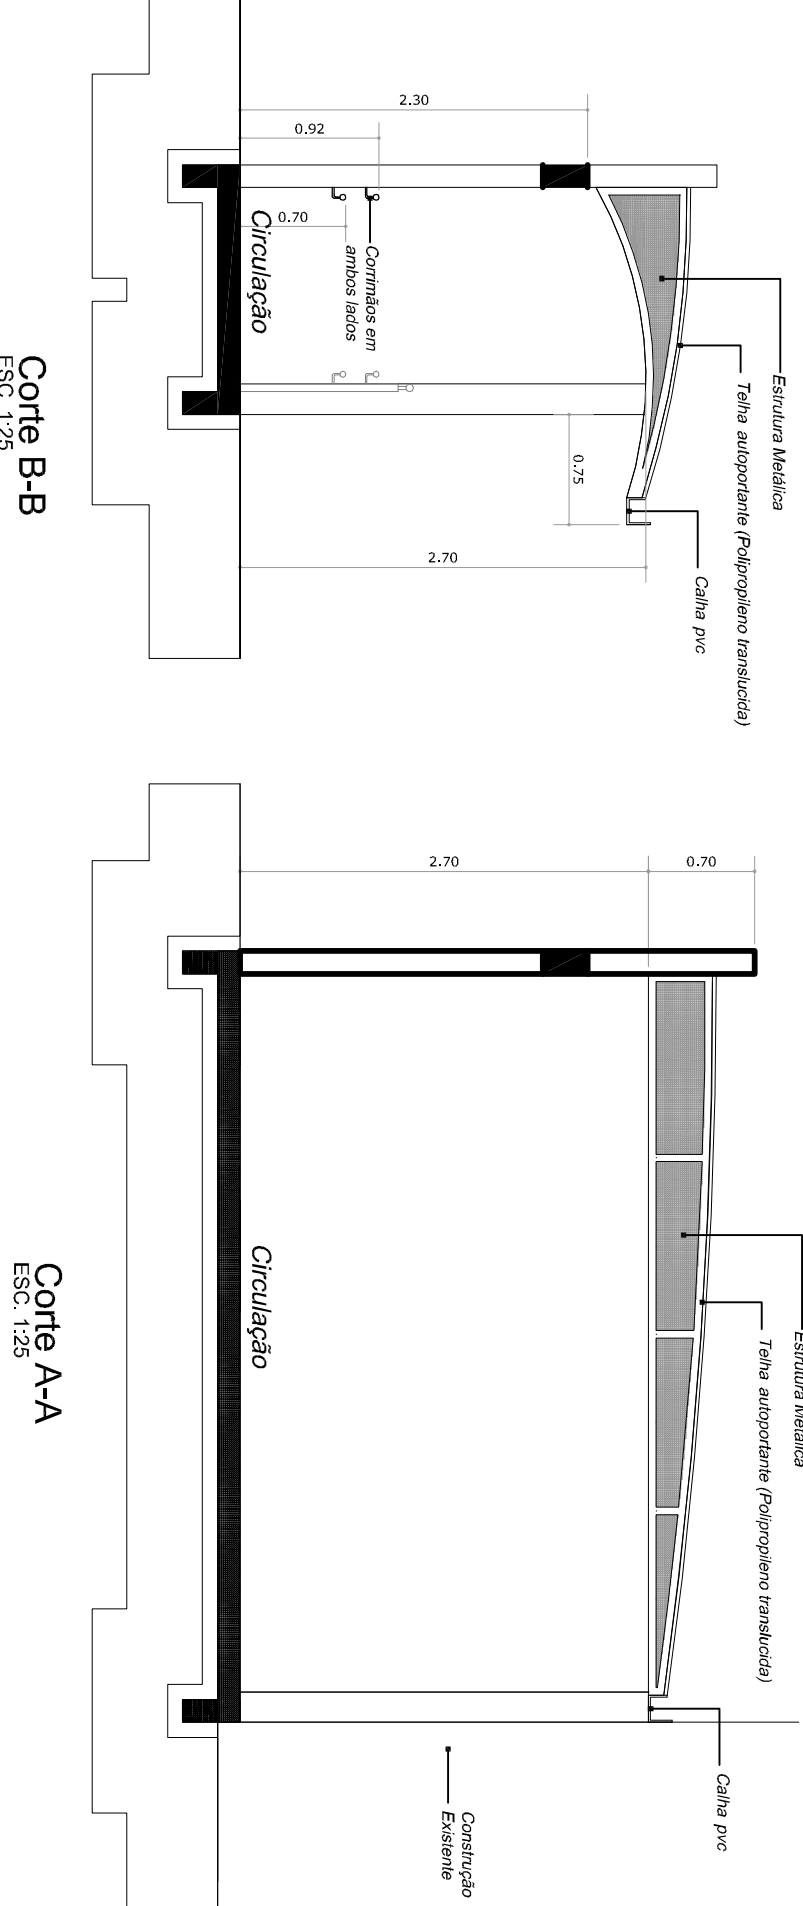 2.30
0.92
0.70
Circulação
Corrimãos em
ambos lados
Estrutura Metálica
Telha autoportante (Polipropileno translucida)
Calha pvc
0.75
2.70
Corte B-B
ESC. 1:25
2.70
0.70
Circulação
Estrutura Metálica
Telha autoportante (Polipropileno translucida)
Calha pvc
Construção
Existente
Corte A-A
ESC. 1:25